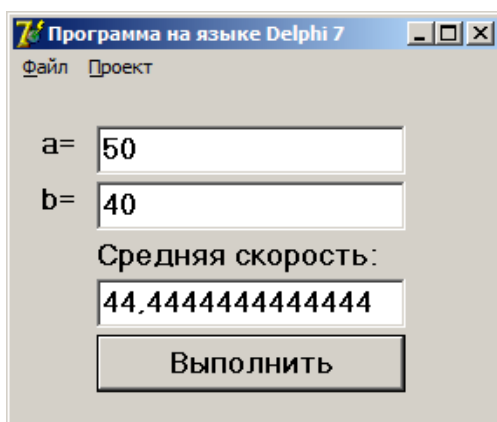 Программа на языке Delphi 7
Файл Проект
a= 50
b= 40
Средняя скорость:
44,4444444444444
Выполнить